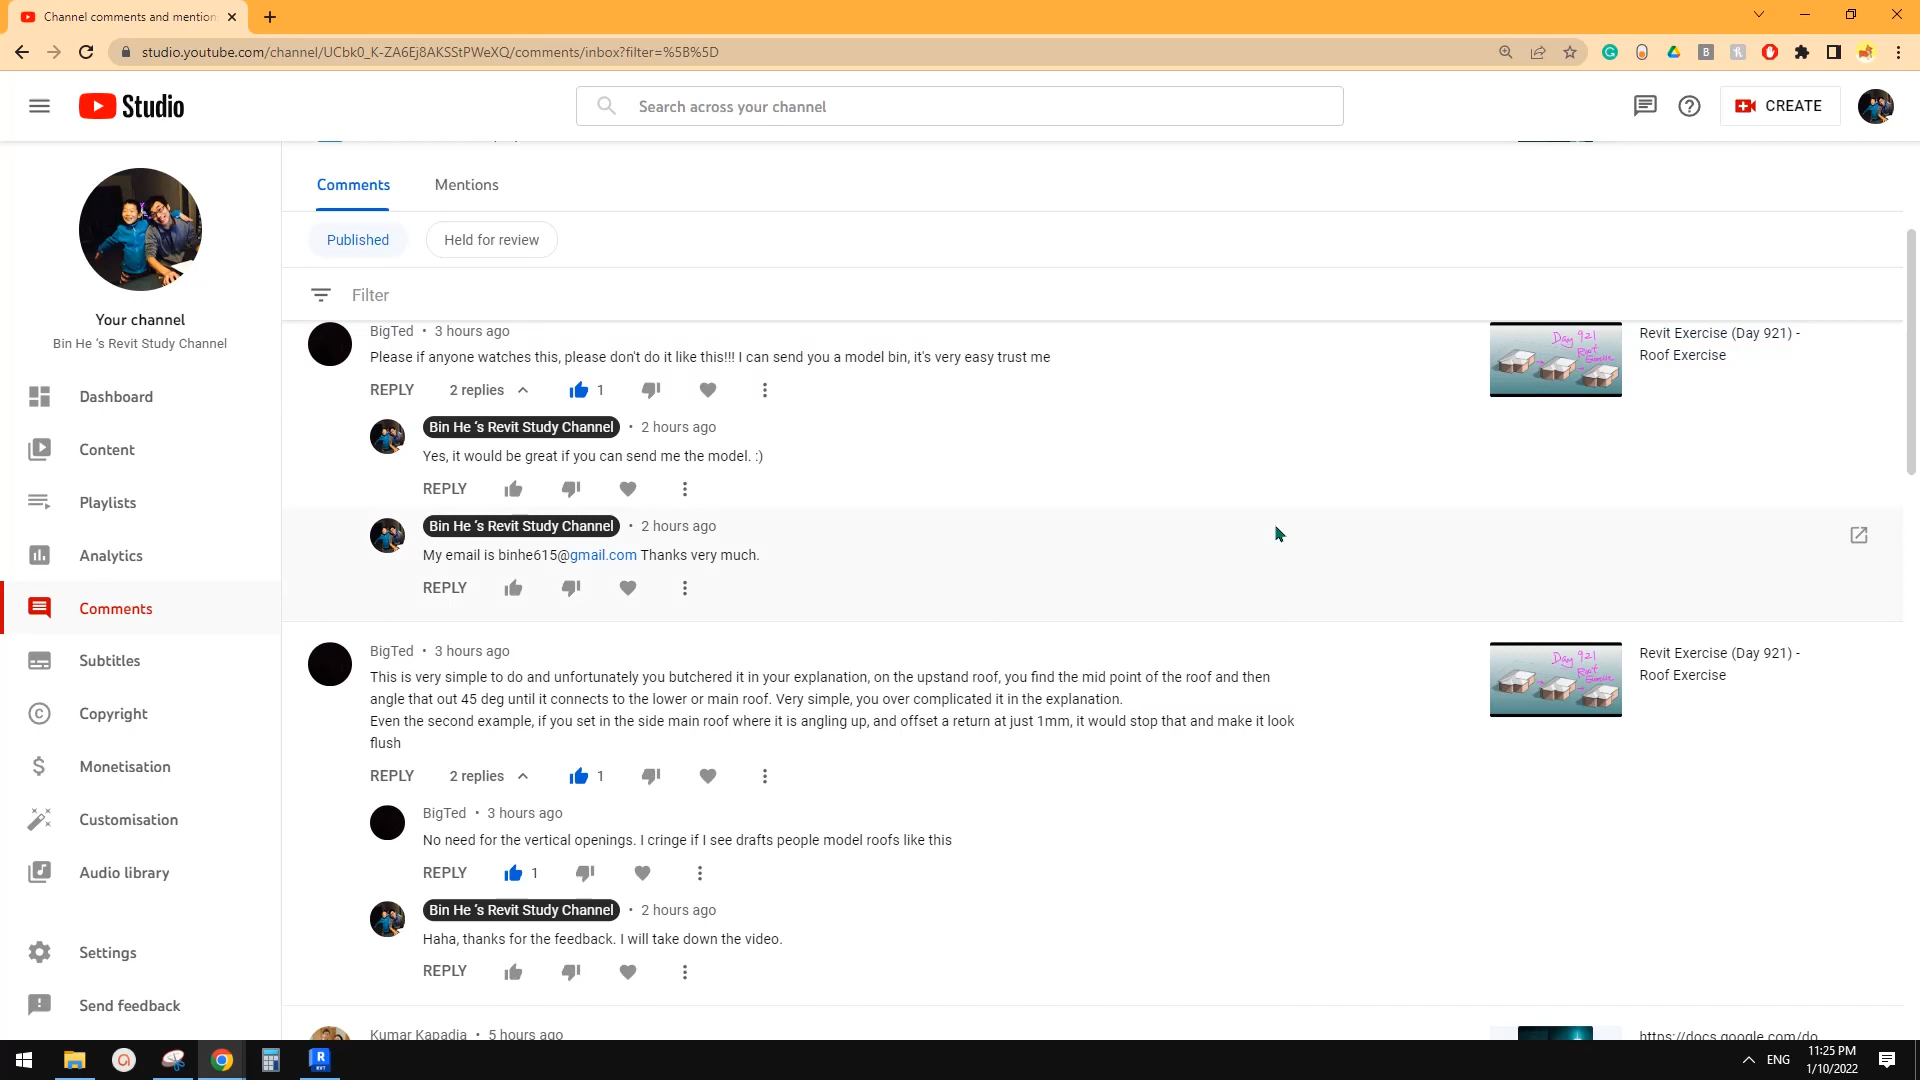 Channel comments and mention
studio.youtube.com/channel/UCbk0_K-ZA6Ej8AKSStPWeXQ/comments/inbox?filter=%5B%5D
Studio
Search across your channel
CREATE
Your channel
Bin He 's Revit Study Channel
Dashboard
Content
Playlists
Analytics
Comments
Subtitles
Copyright
Monetisation
Customisation
Audio library
Settings
Send feedback
Comments
Mentions
Published
Held for review
Filter
BigTed • 3 hours ago
Please if anyone watches this, please don't do it like this!!! I can send you a model bin, it's very easy trust me
REPLY 2 replies 1
Revit Exercise (Day 921) -
Roof Exercise
Day 921
Roof
Exercise
Bin He 's Revit Study Channel • 2 hours ago
Yes, it would be great if you can send me the model. :)
REPLY
Bin He 's Revit Study Channel • 2 hours ago
My email is binhe615@gmail.com Thanks very much.
REPLY
BigTed • 3 hours ago
This is very simple to do and unfortunately you butchered it in your explanation, on the upstand roof, you find the mid point of the roof and then
angle that out 45 deg until it connects to the lower or main roof. Very simple, you over complicated it in the explanation.
Even the second example, if you set in the side main roof where it is angling up, and offset a return at just 1mm, it would stop that and make it look
flush
REPLY 2 replies 1
Revit Exercise (Day 921) -
Roof Exercise
Day 921
Roof
Exercise
BigTed • 3 hours ago
No need for the vertical openings. I cringe if I see drafts people model roofs like this
REPLY 1
Bin He 's Revit Study Channel • 2 hours ago
Haha, thanks for the feedback. I will take down the video.
REPLY
Kumar Kapadia • 5 hours ago
https://docs.google.com/do
ENG
11:25 PM
1/10/2022